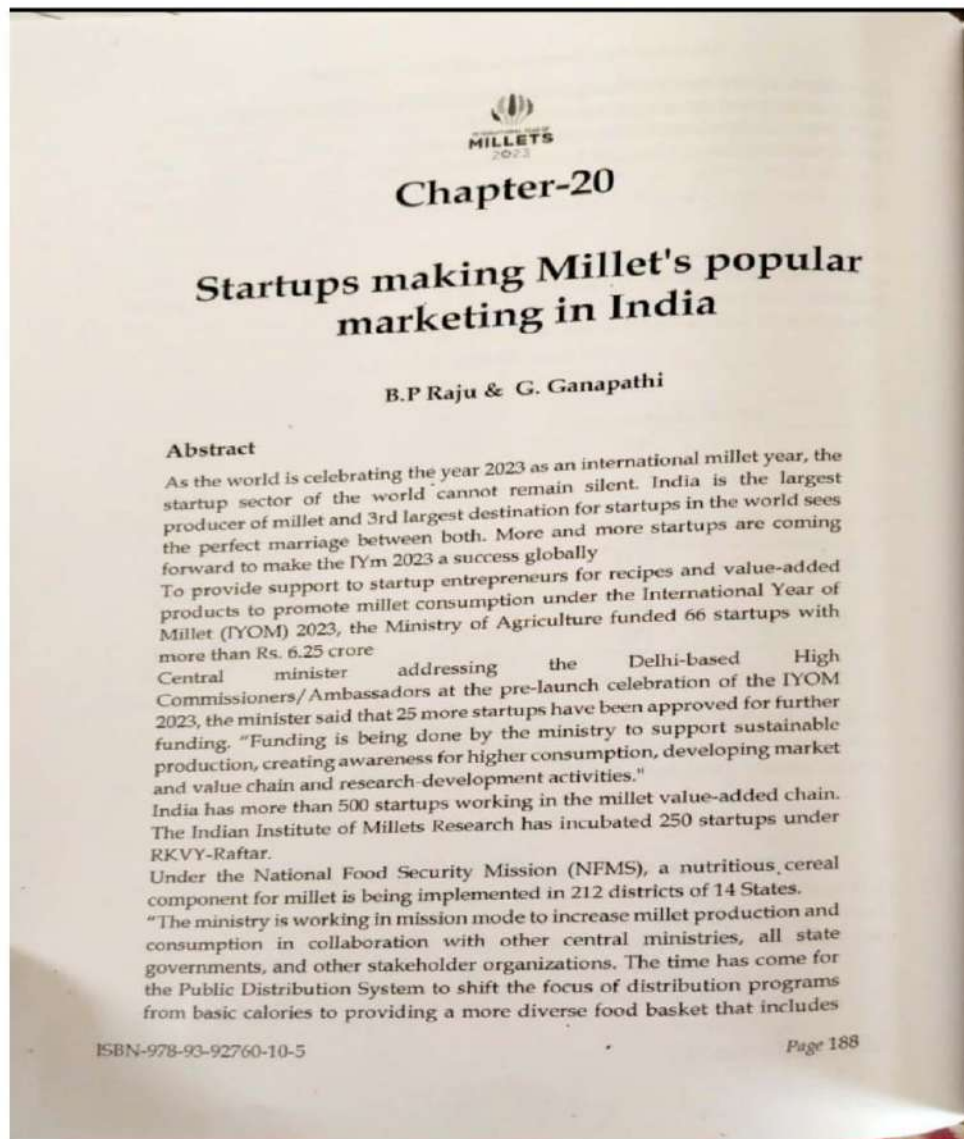 INTERNATIONAL YEAR OF
MILLETS
2023
Chapter-20
Startups making Millet's popular
marketing in India
B.P Raju & G. Ganapathi
Abstract
As the world is celebrating the year 2023 as an international millet year, the
startup sector of the world cannot remain silent. India is the largest
producer of millet and 3rd largest destination for startups in the world sees
the perfect marriage between both. More and more startups are coming
forward to make the IYm 2023 a success globally
To provide support to startup entrepreneurs for recipes and value-added
products to promote millet consumption under the International Year of
Millet (IYOM) 2023, the Ministry of Agriculture funded 66 startups with
more than Rs. 6.25 crore
Central minister addressing the Delhi-based High
Commissioners/Ambassadors at the pre-launch celebration of the IYOM
2023, the minister said that 25 more startups have been approved for further
funding. "Funding is being done by the ministry to support sustainable
production, creating awareness for higher consumption, developing market
and value chain and research-development activities."
India has more than 500 startups working in the millet value-added chain.
The Indian Institute of Millets Research has incubated 250 startups under
RKVY-Raftar.
Under the National Food Security Mission (NFMS), a nutritious cereal
component for millet is being implemented in 212 districts of 14 States.
"The ministry is working in mission mode to increase millet production and
consumption in collaboration with other central ministries, all state
governments, and other stakeholder organizations. The time has come for
the Public Distribution System to shift the focus of distribution programs
from basic calories to providing a more diverse food basket that includes
ISBN-978-93-92760-10-5
Page 188